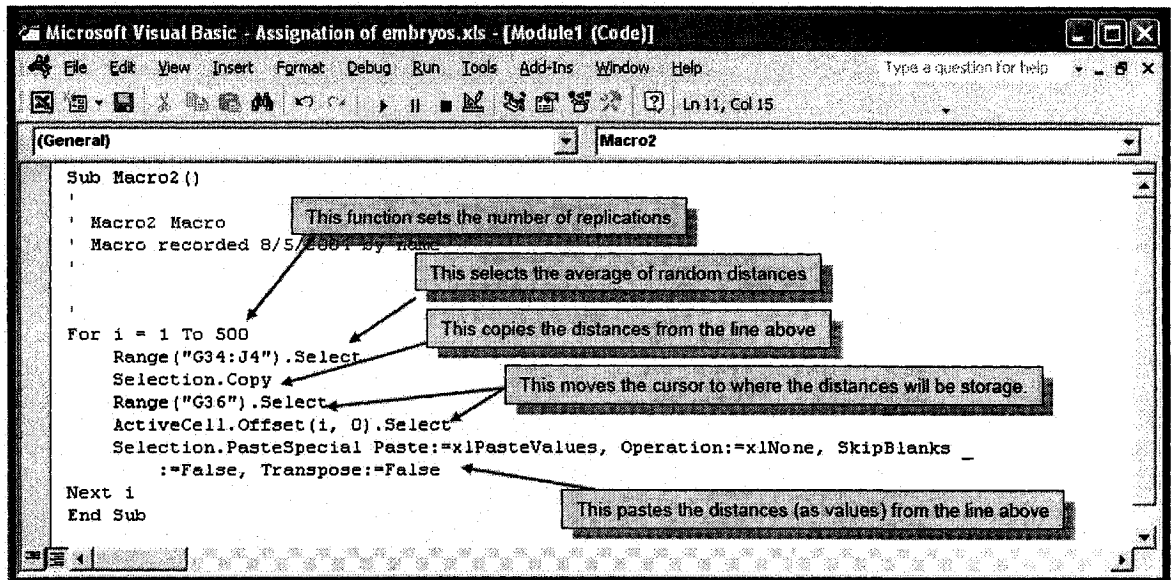 Microsoft Visual Basic - Assignation of embryos.xls - [Module1 (Code)]
File Edit View Insert Format Debug Run Tools Add-Ins Window Help Type a question for help
Ln 11, Col 15
(General) Macro2
Sub Macro2()
'
' Macro2 Macro
This function sets the number of replications
' Macro recorded 8/5/2004 by name
'
This selects the average of random distances
'
For i = 1 To 500
This copies the distances from the line above
Range("G34:J4").Select
Selection.Copy
This moves the cursor to where the distances will be storage
Range("G36").Select
ActiveCell.Offset(i, 0).Select
Selection.PasteSpecial Paste:=xlPasteValues, Operation:=xlNone, SkipBlanks _
:=False, Transpose:=False
Next i
This pastes the distances (as values) from the line above
End Sub